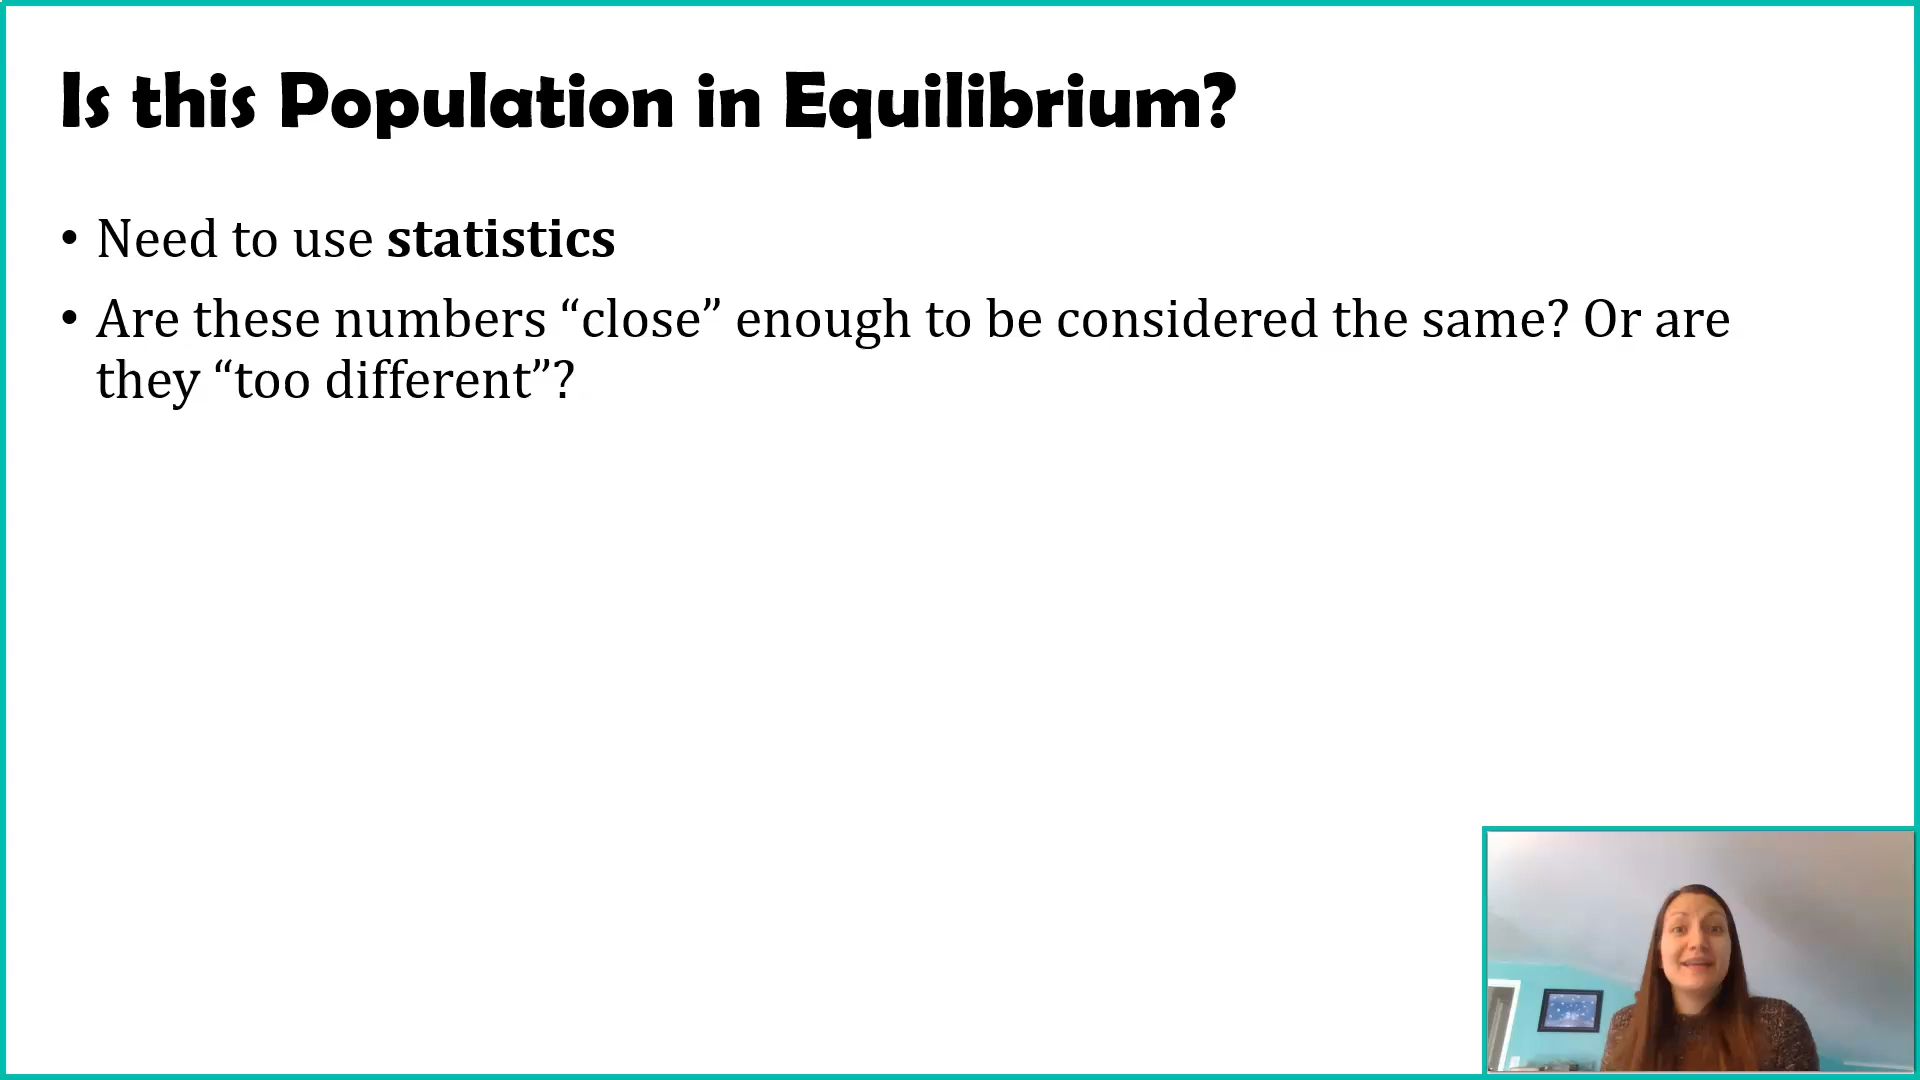 Is this Population in Equilibrium?
• Need to use statistics
• Are these numbers “close” enough to be considered the same? Or are
they “too different”?